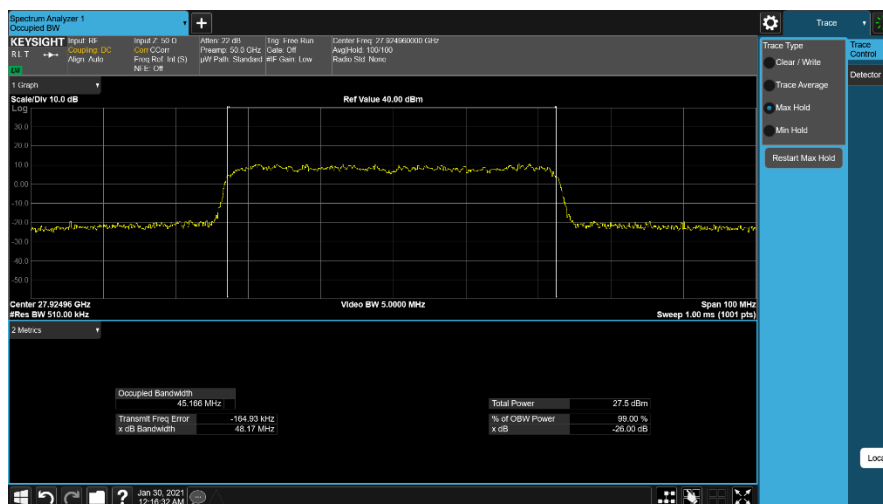 Spectrum Analyzer 1
Occupied BW
+
Trace
KEYSIGHT Input: RF
Coupling: DC
Align: Auto
R L T
Input Z: 50 Ω
Corr CCorr
Freq Ref: Int (S)
NFE: Off
Atten: 22 dB
Preamp: 50.0 GHz
µW Path: Standard
Trig: Free Run
Gate: Off
#IF Gain: Low
Center Freq: 27.924960000 GHz
Avg|Hold: 100/100
Radio Std: None
1 Graph
Scale/Div 10.0 dB
Ref Value 40.00 dBm
Log
30.0
20.0
10.0
0.00
-10.0
-20.0
-30.0
-40.0
-50.0
Center 27.92496 GHz
#Res BW 510.00 kHz
Video BW 5.0000 MHz
Span 100 MHz
Sweep 1.00 ms (1001 pts)
2 Metrics
Occupied Bandwidth
45.166 MHz
Transmit Freq Error -164.93 kHz
x dB Bandwidth 48.17 MHz
Total Power 27.5 dBm
% of OBW Power 99.00 %
x dB -26.00 dB
Trace Type
Clear / Write
Trace Average
Max Hold
Min Hold
Restart Max Hold
Trace
Control
Detector
Loca
?
Jan 30, 2021
12:16:32 AM